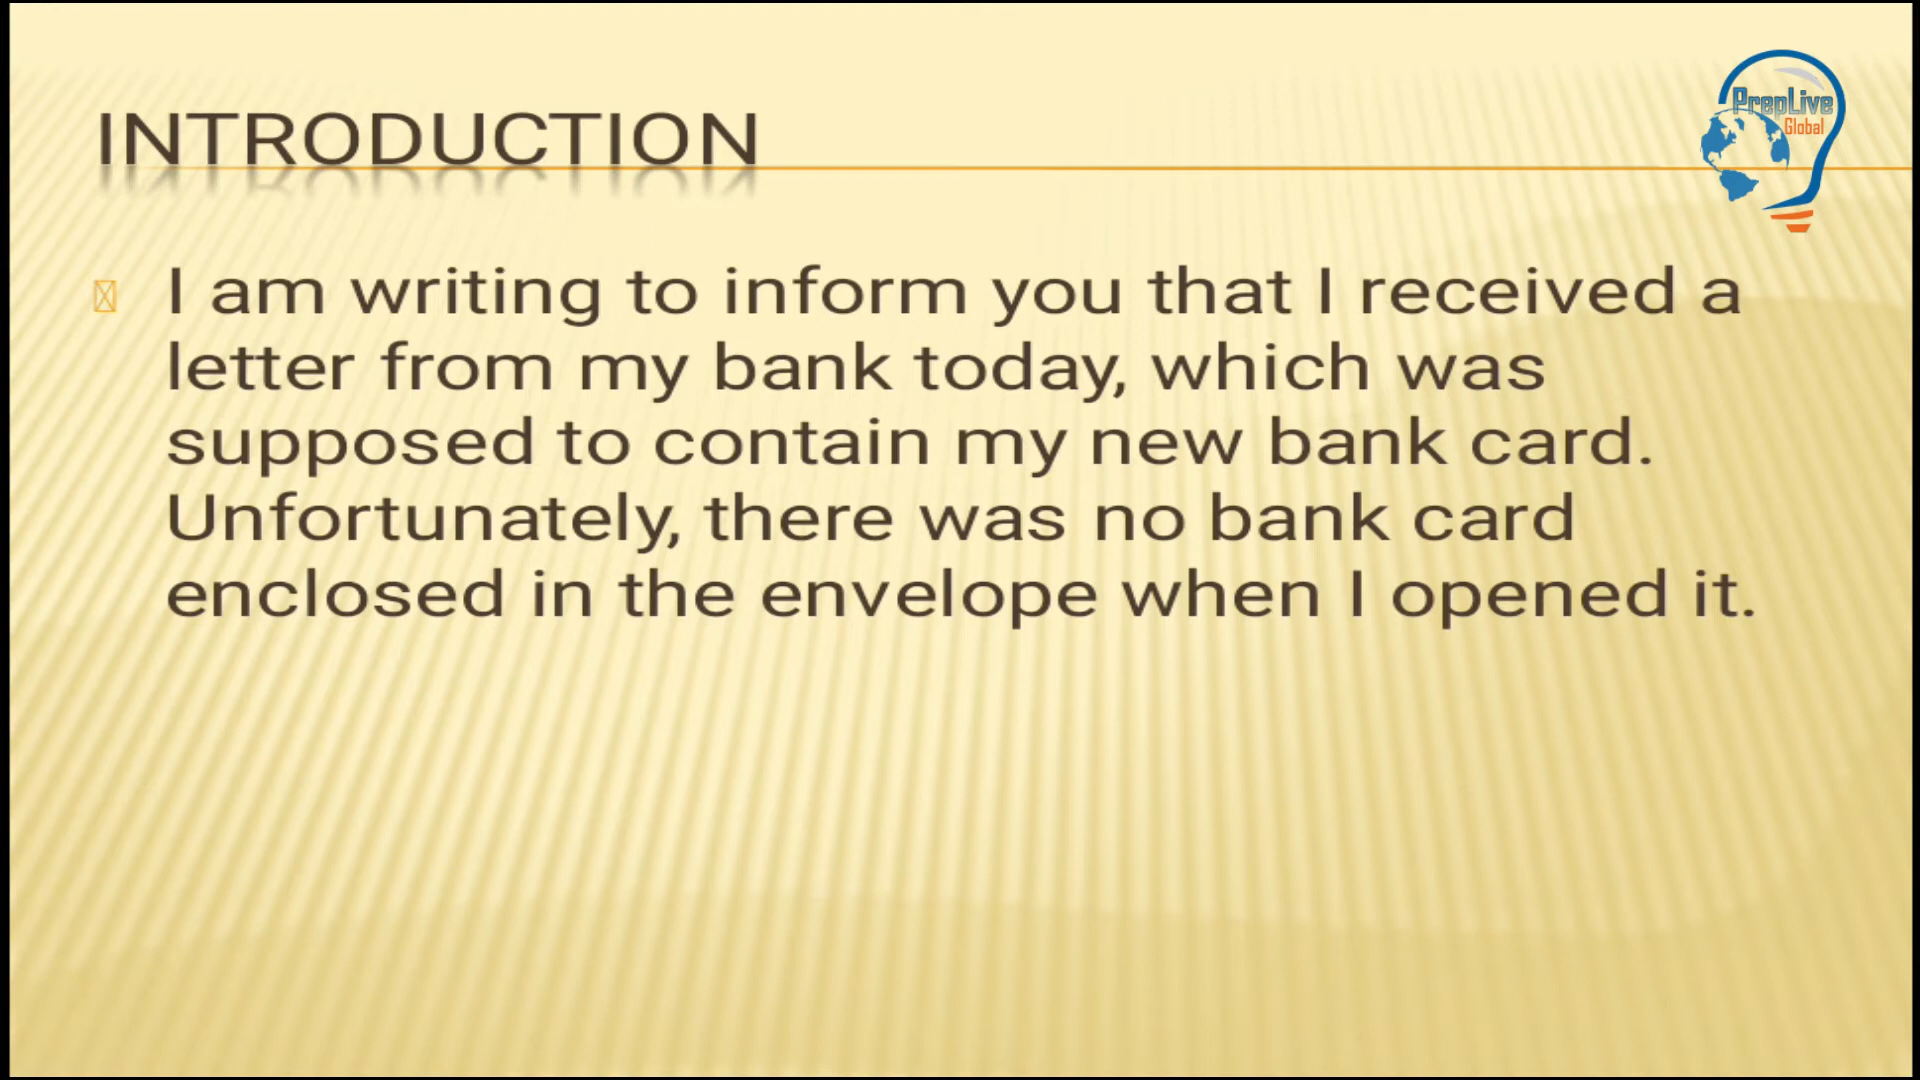 INTRODUCTION
PrepLive
Global
I am writing to inform you that I received a
letter from my bank today, which was
supposed to contain my new bank card.
Unfortunately, there was no bank card
enclosed in the envelope when I opened it.